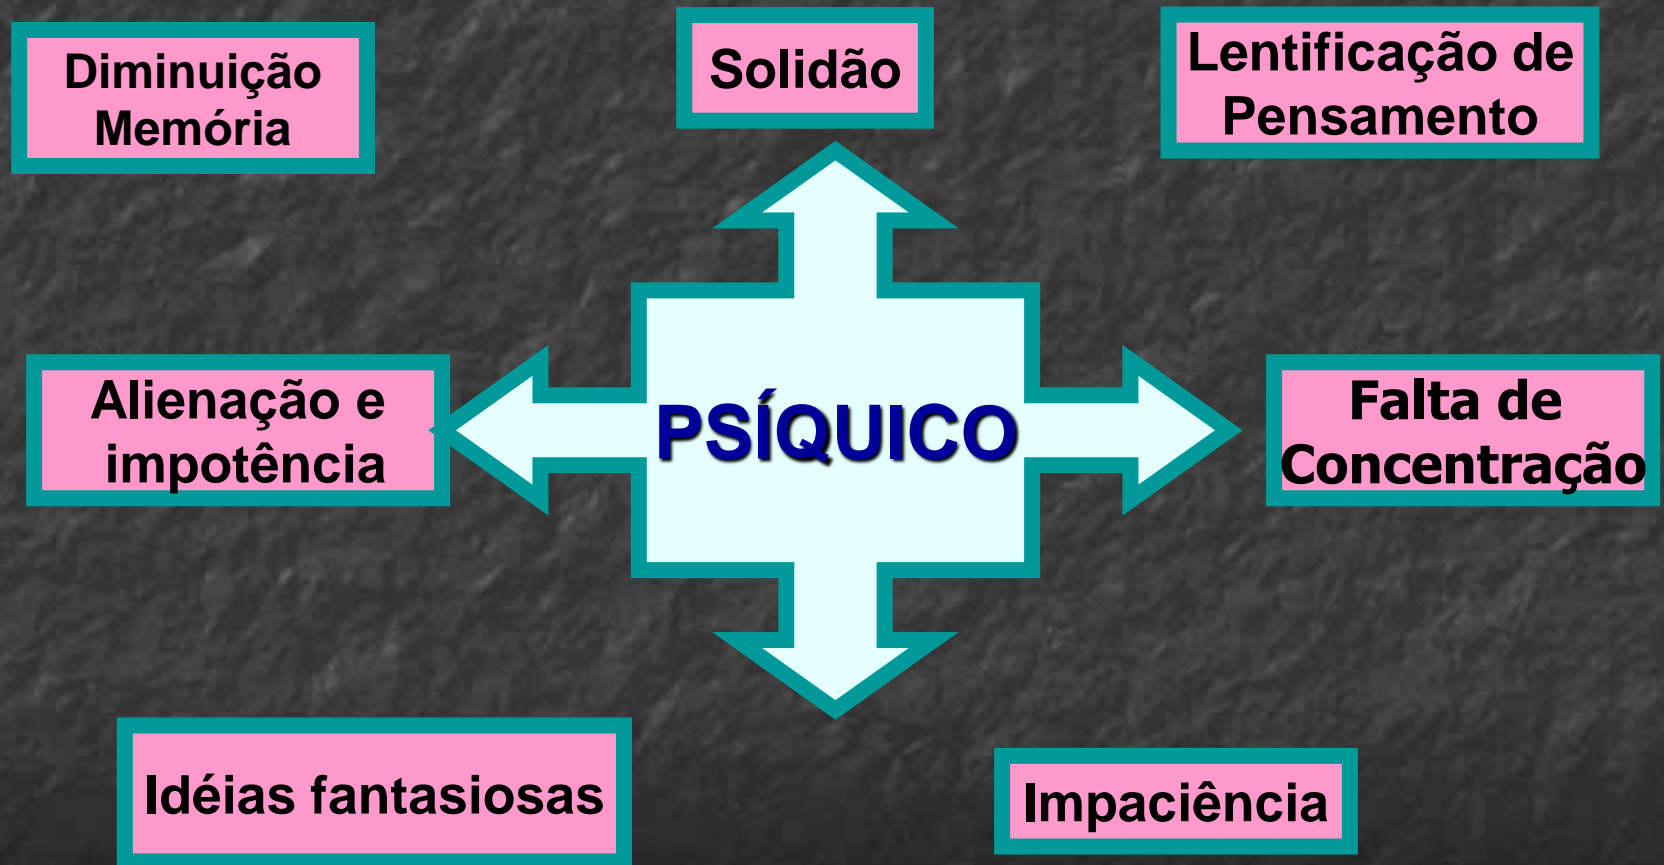 Diminuição
Memória
Solidão
Lentificação de
Pensamento
Alienação e
impotência
PSÍQUICO
Falta de
Concentração
Idéias fantasiosas
Impaciência